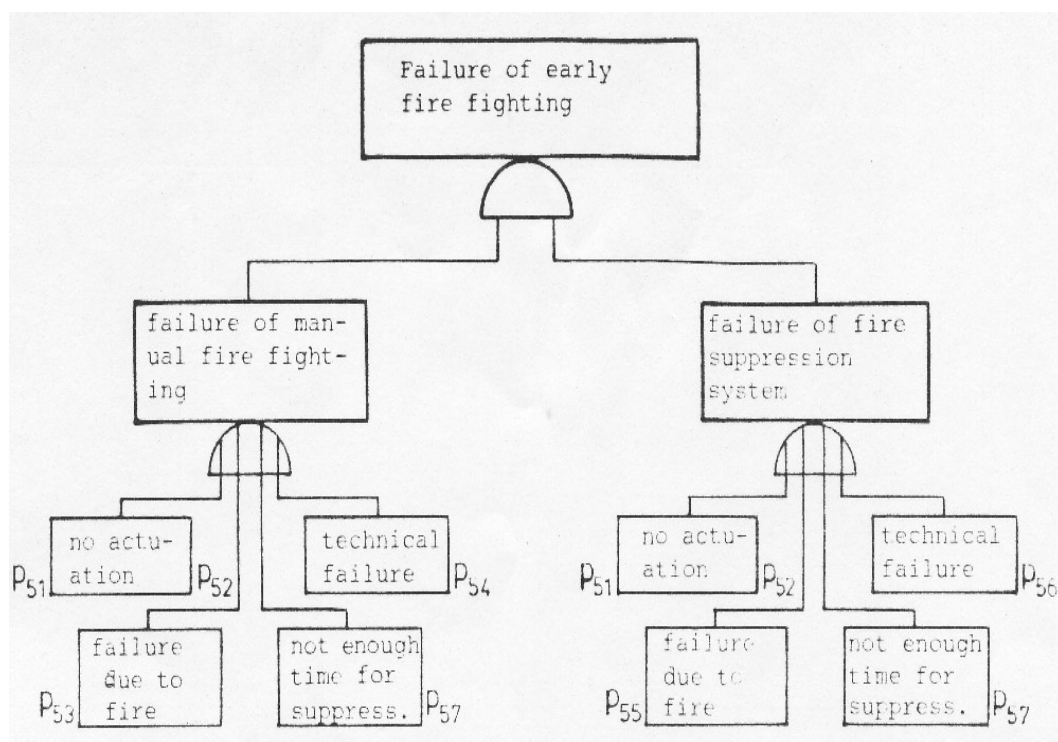 Failure of early
fire fighting
failure of man-
ual fire fight-
ing
failure of fire
suppression
system
no actu-
ation
P51
P52
technical
failure
P54
no actu-
ation
P51
P52
technical
failure
P56
failure
due to
fire
P53
not enough
time for
suppress.
P57
failure
due to
fire
P55
not enough
time for
suppress.
P57